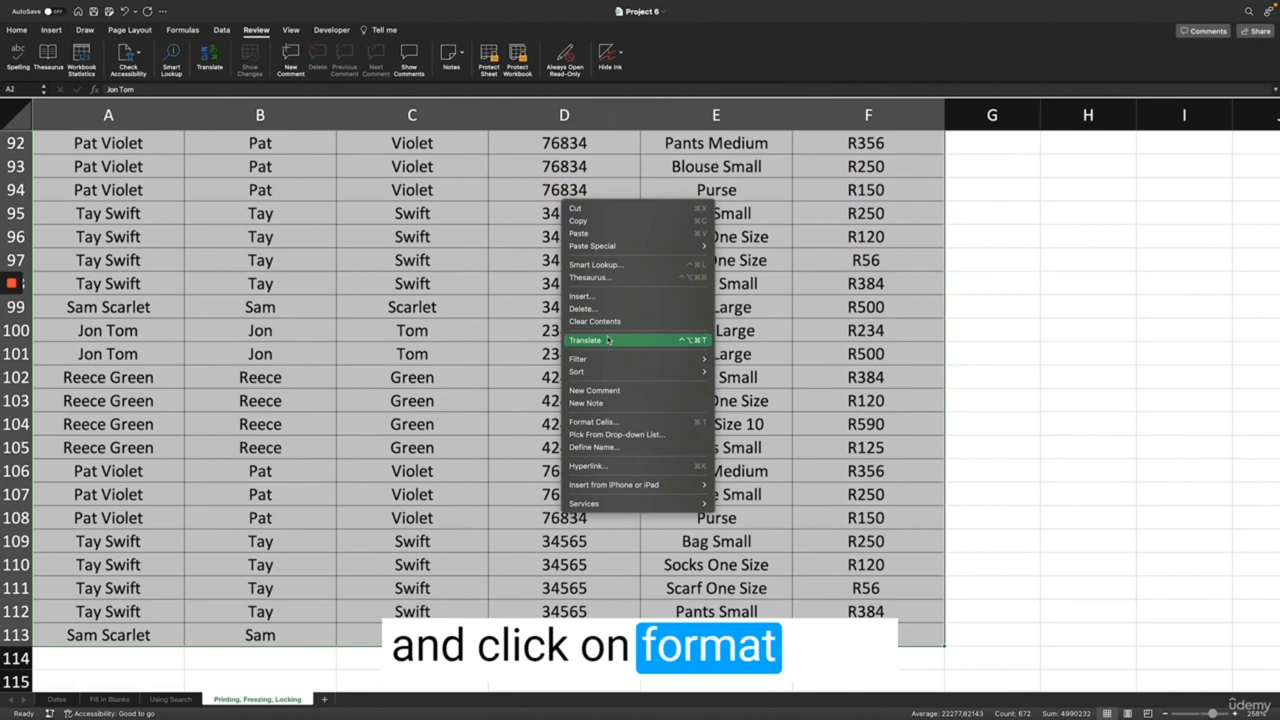 AutoSave OFF
Project 6
Home Insert Draw Page Layout Formulas Data Review View Developer Tell me
Comments Share
Spelling Thesaurus Workbook Statistics Check Accessibility Smart Lookup Translate Show Changes New Comment Delete Previous Comment Next Comment Show Comments Notes Protect Sheet Protect Workbook Always Open Read-Only Hide Ink
A2 fx Jon Tom
A B C D E F G H I
92 Pat Violet Pat Violet 76834 Pants Medium R356
93 Pat Violet Pat Violet 76834 Blouse Small R250
94 Pat Violet Pat Violet 76834 Purse R150
95 Tay Swift Tay Swift 34 Small R250
96 Tay Swift Tay Swift 34 One Size R120
97 Tay Swift Tay Swift 34 One Size R56
Tay Swift Tay Swift 34 Small R384
99 Sam Scarlet Sam Scarlet 34 Large R500
100 Jon Tom Jon Tom 23 Large R234
101 Jon Tom Jon Tom 23 Large R500
102 Reece Green Reece Green 42 Small R384
103 Reece Green Reece Green 42 One Size R120
104 Reece Green Reece Green 42 Size 10 R590
105 Reece Green Reece Green 42 Small R125
106 Pat Violet Pat Violet 76 Medium R356
107 Pat Violet Pat Violet 76 Small R250
108 Pat Violet Pat Violet 76834 Purse R150
109 Tay Swift Tay Swift 34565 Bag Small R250
110 Tay Swift Tay Swift 34565 Socks One Size R120
111 Tay Swift Tay Swift 34565 Scarf One Size R56
112 Tay Swift Tay Swift 34565 Pants Small R384
113 Sam Scarlet Sam
114
115
Cut ⌘X
Copy ⌘C
Paste ⌘V
Paste Special
Smart Lookup... ^⌘L
Thesaurus... ^⌥⌘R
Insert...
Delete...
Clear Contents
Translate ^⌥⌘T
Filter
Sort
New Comment
New Note
Format Cells... ⌘1
Pick From Drop-down List...
Define Name...
Hyperlink... ⌘K
Insert from iPhone or iPad
Services
and click on format
Dates Fill in Blanks Using Search Printing, Freezing, Locking
Ready Accessibility: Good to go Average: 22277,82143 Count: 672 Sum: 4990232 258%
udemy